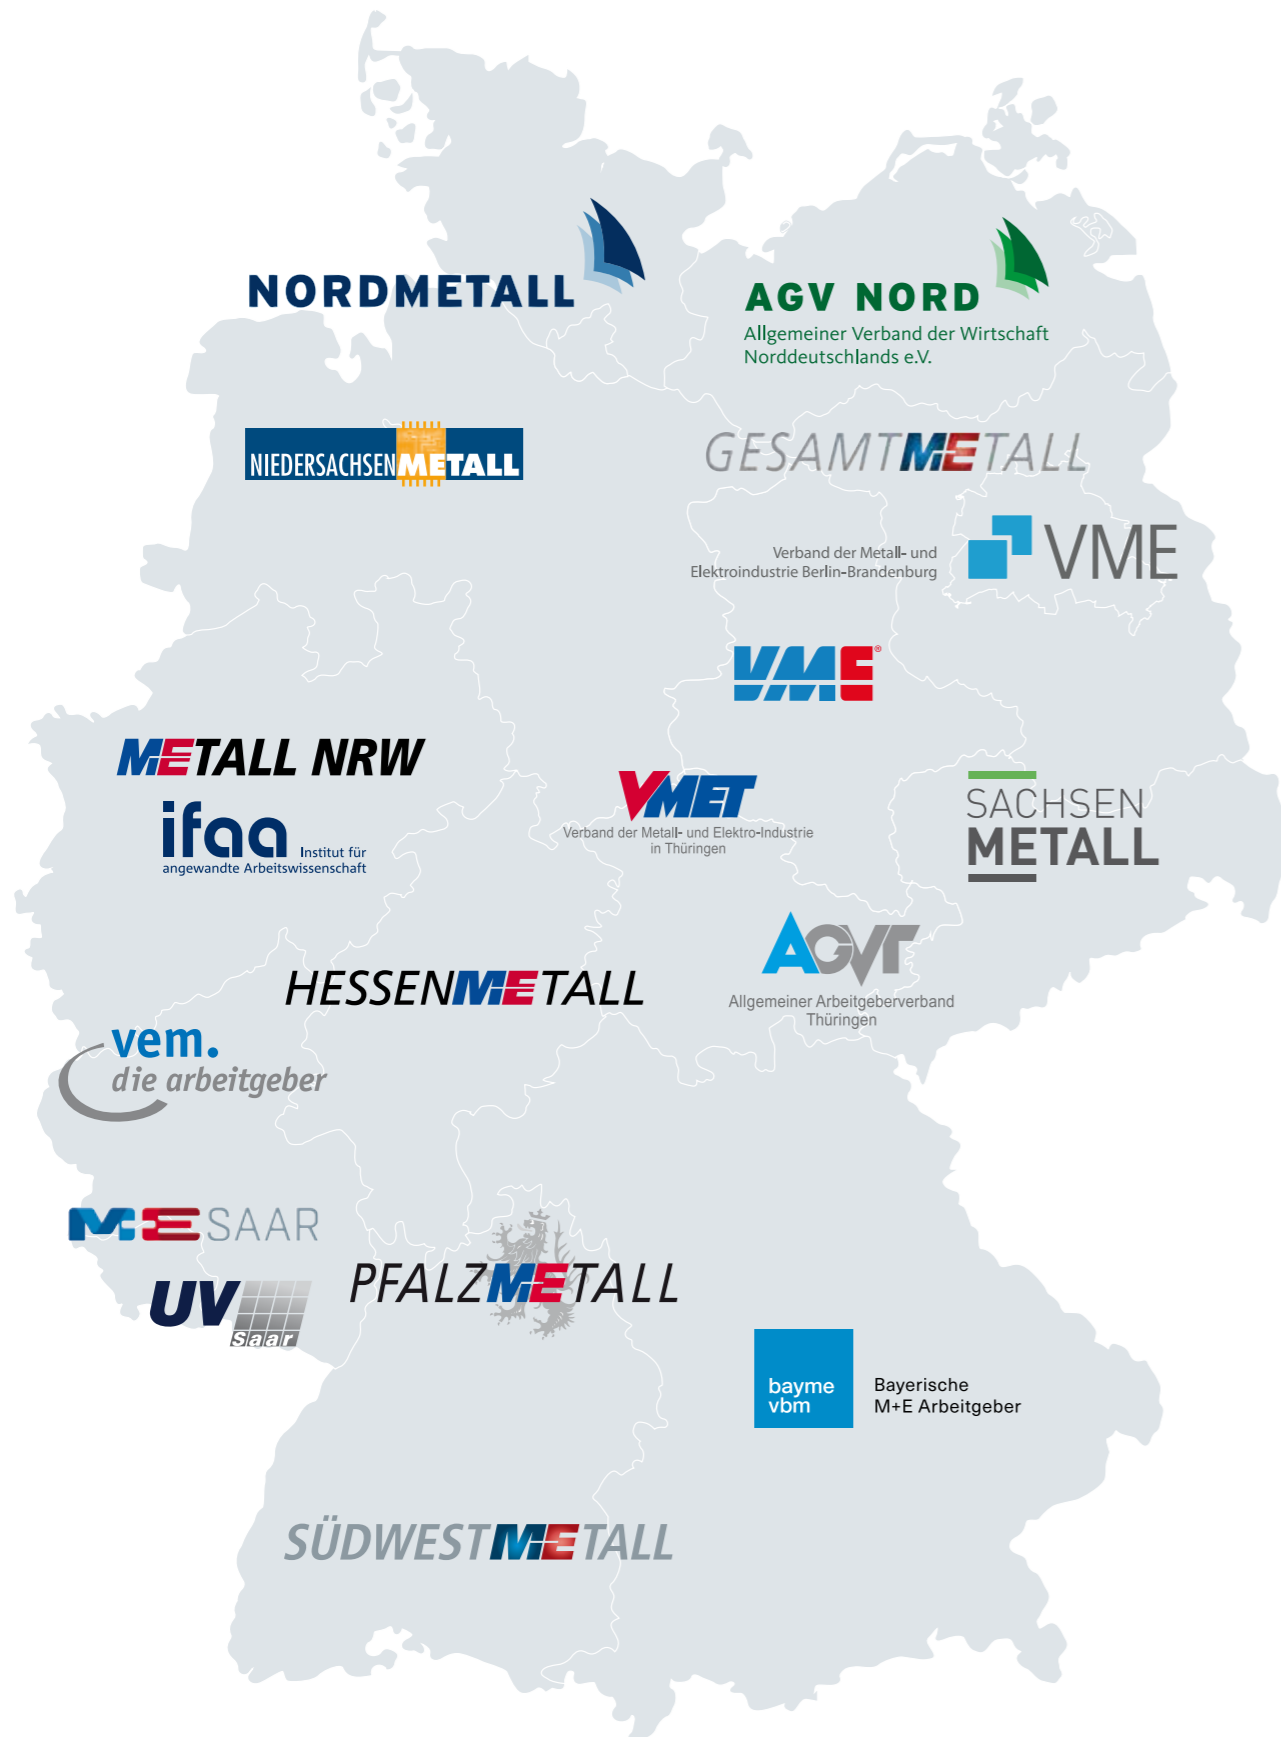 NORDMETALL
AGV NORD
Allgemeiner Verband der Wirtschaft
Norddeutschlands e.V.
NIEDERSACHSENMETALL
GESAMTMETALL
Verband der Metall- und
Elektroindustrie Berlin-Brandenburg
VME
VME®
METALL NRW
ifaa Institut für
angewandte Arbeitswissenschaft
VMET
Verband der Metall- und Elektro-Industrie
in Thüringen
SACHSEN
METALL
AGVT
Allgemeiner Arbeitgeberverband
Thüringen
HESSENMETALL
vem.
die arbeitgeber
ME SAAR
UV
Saar
PFALZMETALL
bayme
vbm
Bayerische
M+E Arbeitgeber
SÜDWESTMETALL